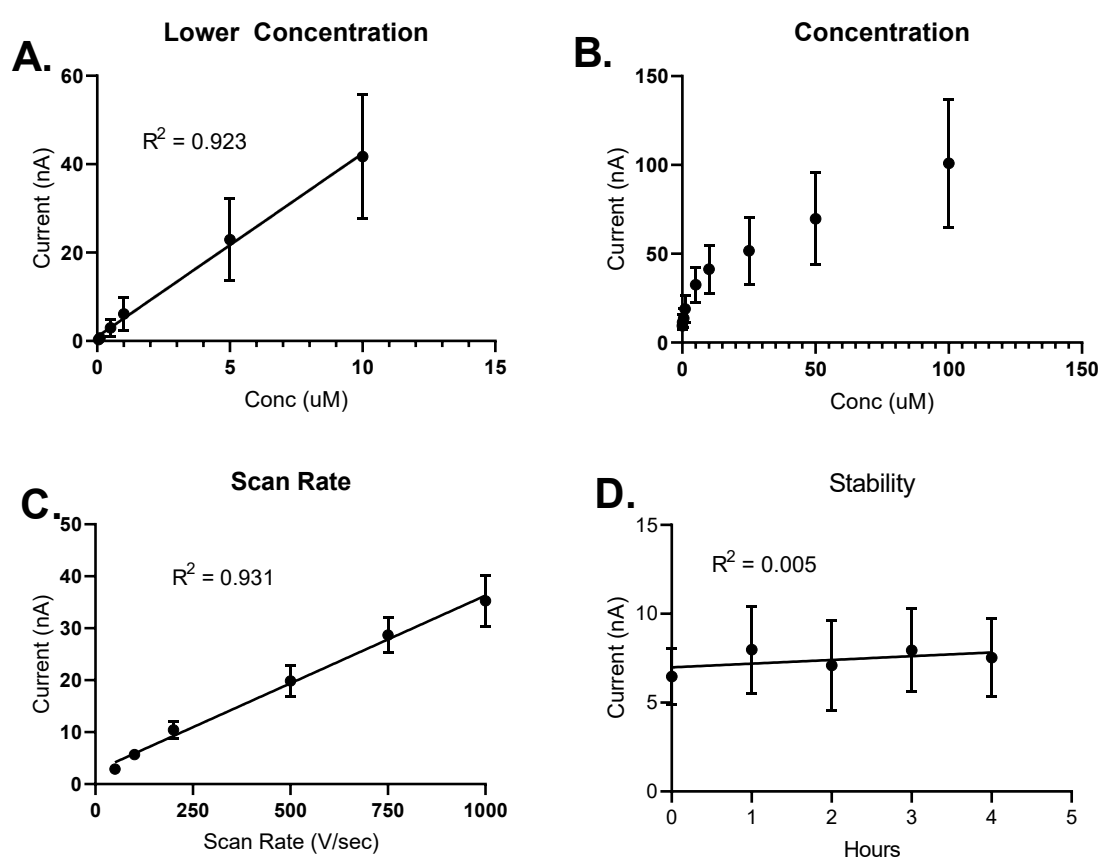 A.
Lower Concentration
60
40
20
0
R2 = 0.923
Current (nA)
0 5 10 15
Conc (uM)
B.
Concentration
150
100
50
0
Current (nA)
0 50 100 150
Conc (uM)
C.
Scan Rate
50
40
30
20
10
0
R2 = 0.931
Current (nA)
0 250 500 750 1000
Scan Rate (V/sec)
D.
Stability
15
10
5
0
R2 = 0.005
Current (nA)
0 1 2 3 4 5
Hours